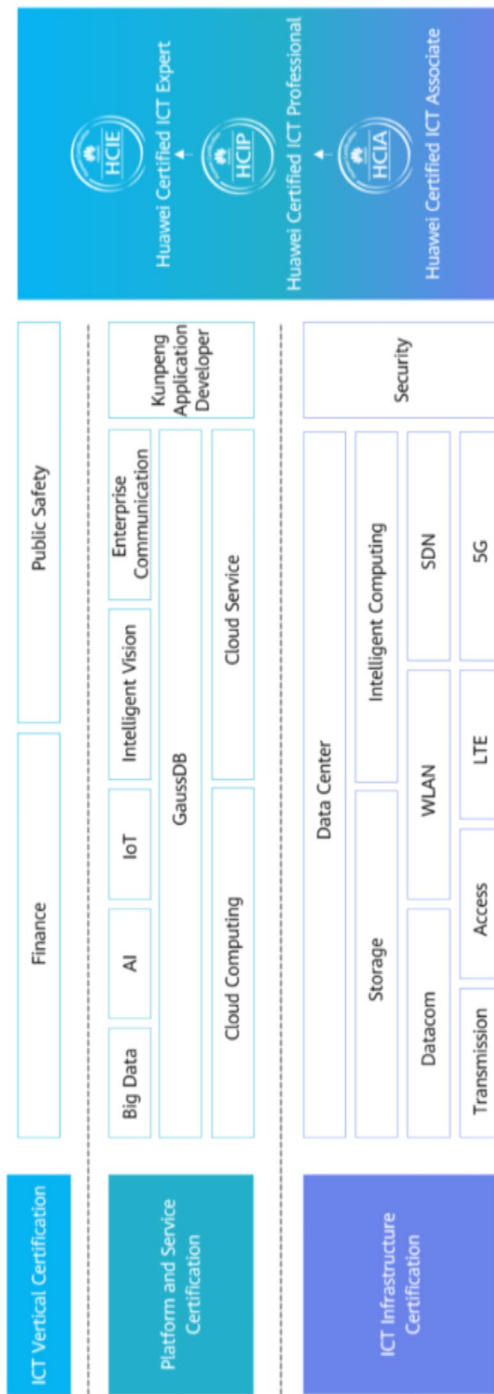 ICT Vertical Certification
Finance
Public Safety
Platform and Service
Certification
Big Data
AI
IoT
Intelligent Vision
Enterprise
Communication
GaussDB
Cloud Computing
Cloud Service
Kunpeng
Application
Developer
ICT Infrastructure
Certification
Data Center
Storage
Intelligent Computing
Datacom
WLAN
SDN
Transmission
Access
LTE
5G
Security
HCIE
Huawei Certified ICT Expert
HCIP
Huawei Certified ICT Professional
HCIA
Huawei Certified ICT Associate